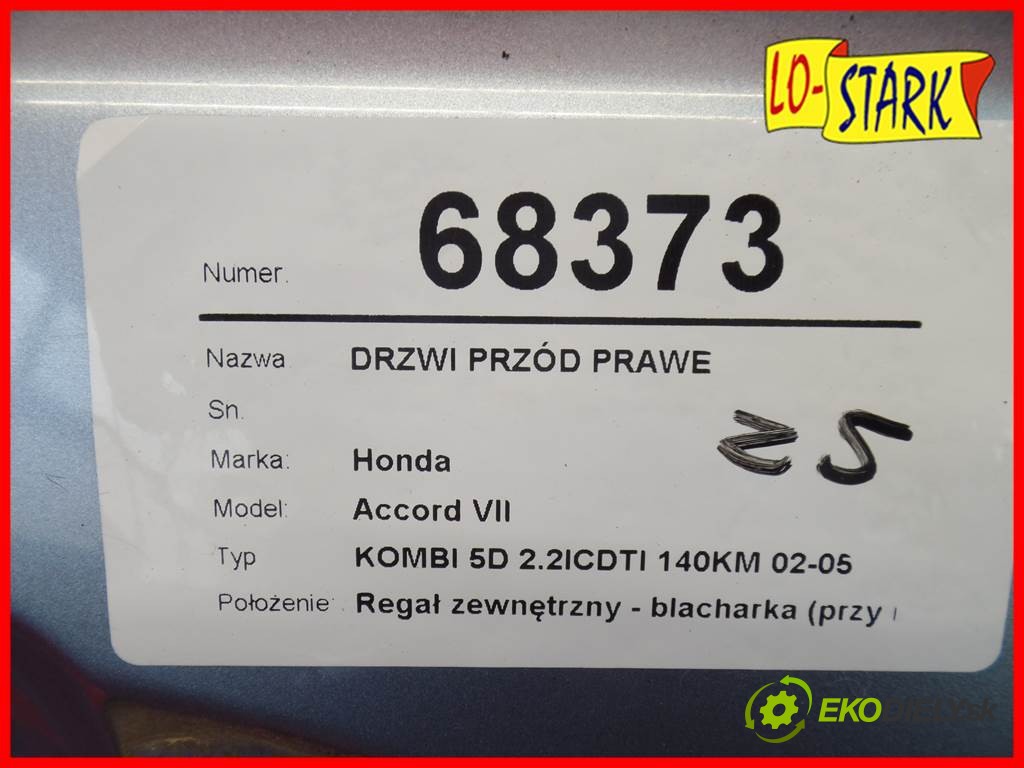 LO-STARK
Numer. 68373
Nazwa DRZWI PRZÓD PRAWE
Sn.
Marka: Honda
Model: Accord VII
Typ KOMBI 5D 2.2ICDTI 140KM 02-05
Położenie: Regał zewnętrzny - blacharka (przy
EKO